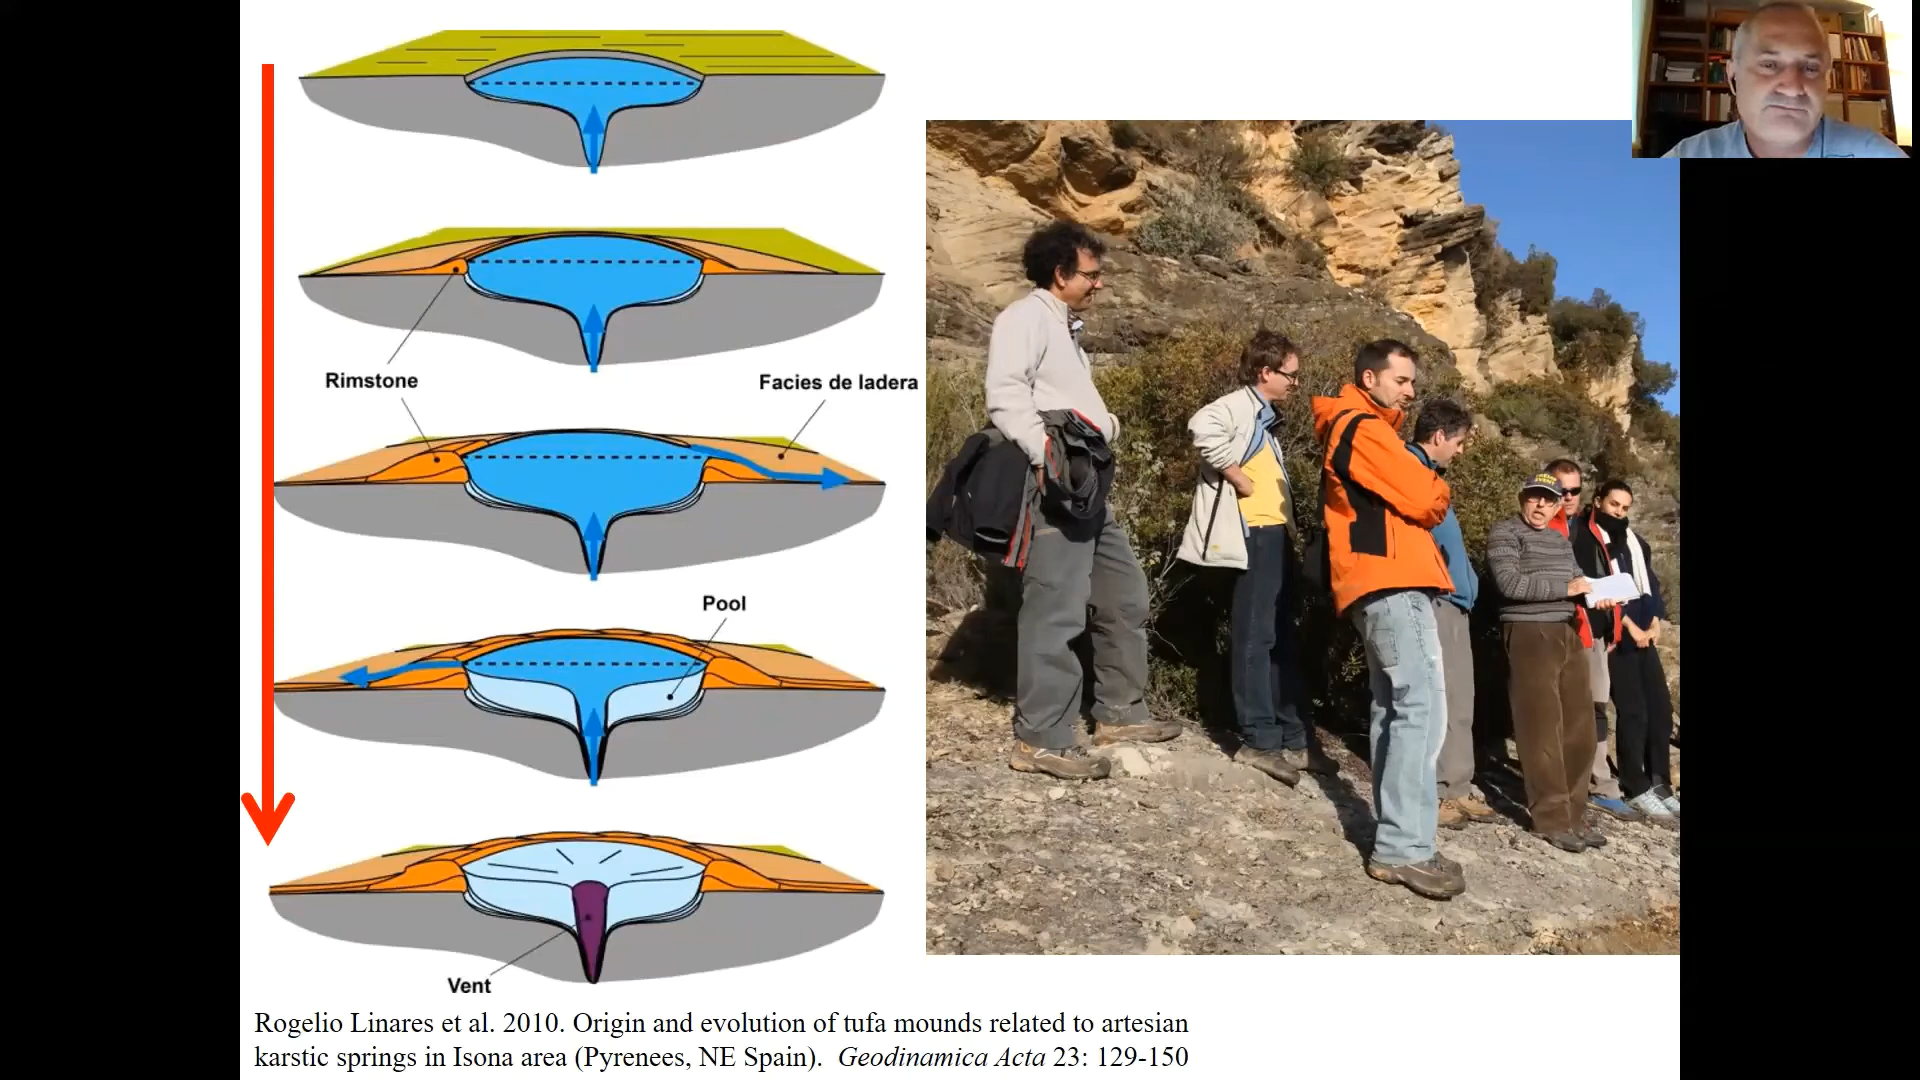 Rimstone
Facies de ladera
Pool
Vent
Rogelio Linares et al. 2010. Origin and evolution of tufa mounds related to artesian
karstic springs in Isona area (Pyrenees, NE Spain).  Geodinamica Acta 23: 129-150